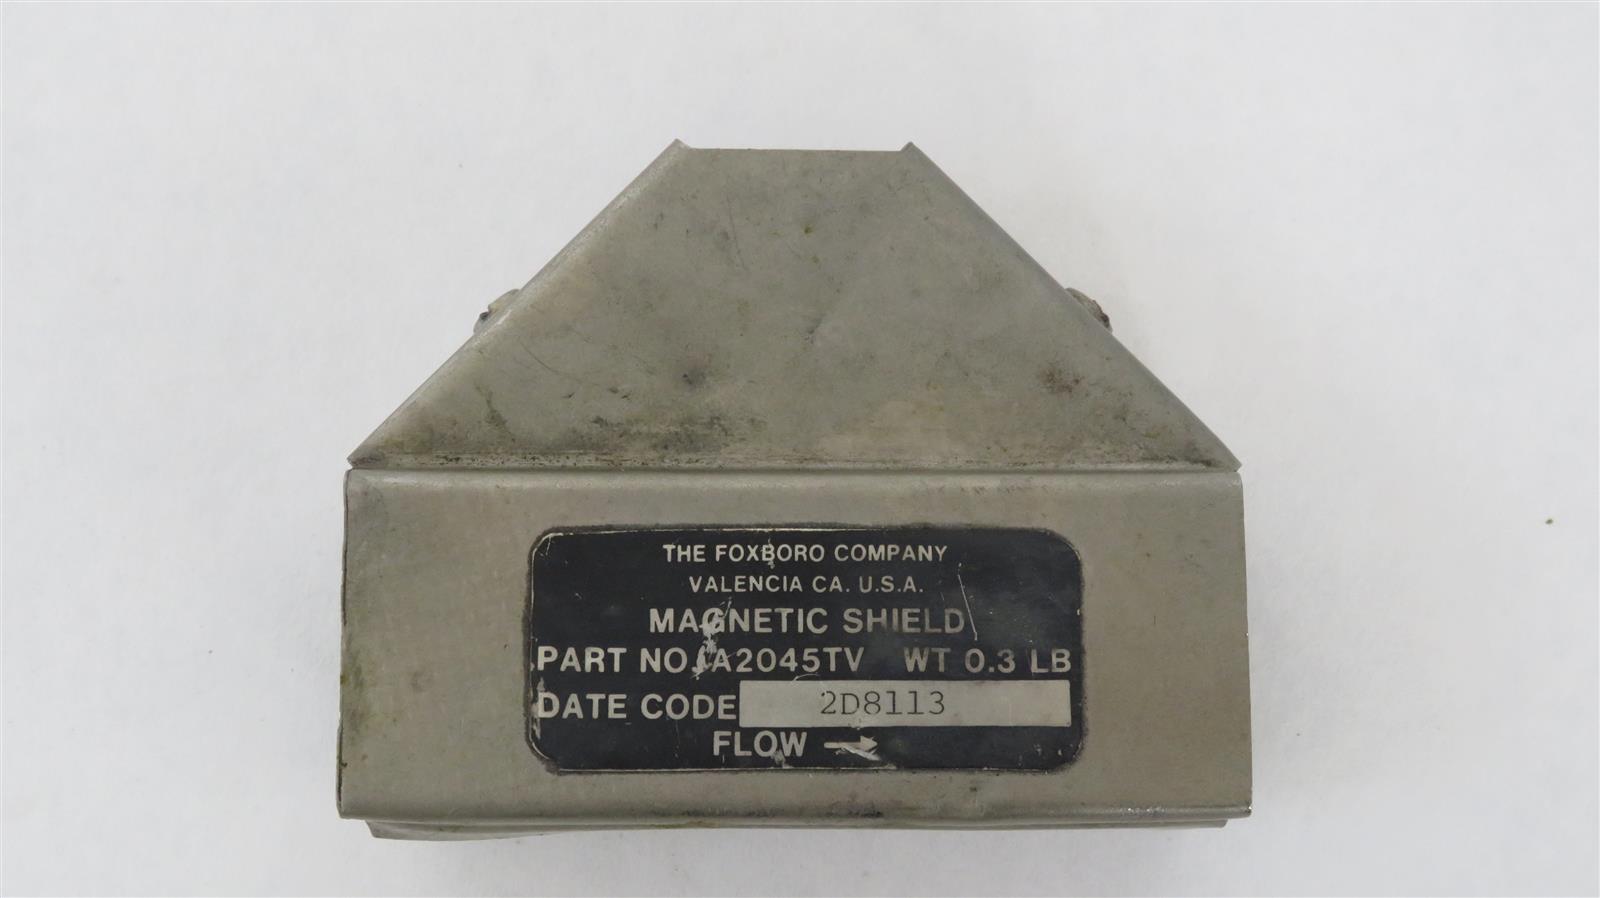 THE FOXBORO COMPANY
VALENCIA CA. U.S.A.
MAGNETIC SHIELD
PART NO. A2045TV WT 0.3 LB
DATE CODE 2D8113
FLOW →